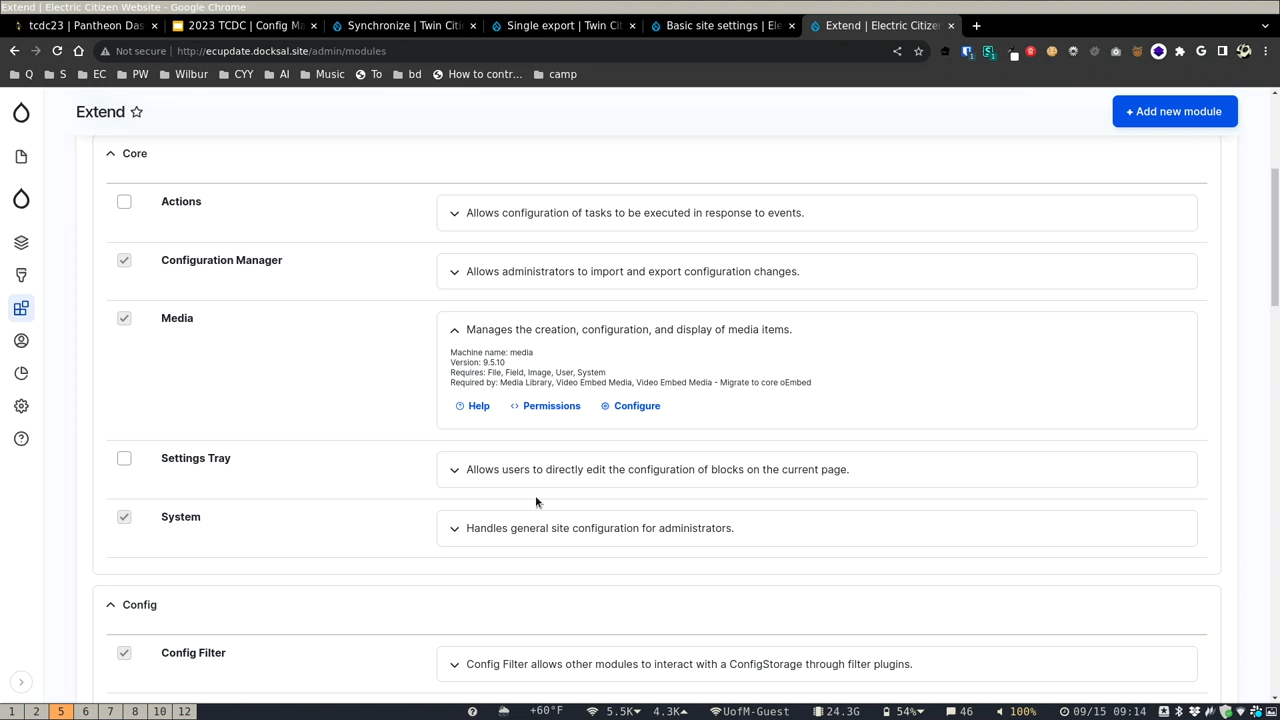 Extend | Electric Citizen Website - Google Chrome
tcdc23 | Pantheon Das
2023 TCDC | Config M
Synchronize | Twin Citi
Single export | Twin Ci
Basic site settings | Ele
Extend | Electric Citizen
Not secure
http://ecupdate.docksal.site/admin/modules
Q
S
EC
PW
Wilbur
CYY
AI
Music
To
bd
How to contr...
camp
Extend
+ Add new module
Core
Actions
Allows configuration of tasks to be executed in response to events.
Configuration Manager
Allows administrators to import and export configuration changes.
Media
Manages the creation, configuration, and display of media items.
Machine name: media
Version: 9.5.10
Requires: File, Field, Image, User, System
Required by: Media Library, Video Embed Media, Video Embed Media - Migrate to core oEmbed
Help
Permissions
Configure
Settings Tray
Allows users to directly edit the configuration of blocks on the current page.
System
Handles general site configuration for administrators.
Config
Config Filter
Config Filter allows other modules to interact with a ConfigStorage through filter plugins.
1 2 5 6 7 8 10 12 +60°F 5.5K 4.3K UofM-Guest 24.3G 54% 46 100% 09/15 09:14